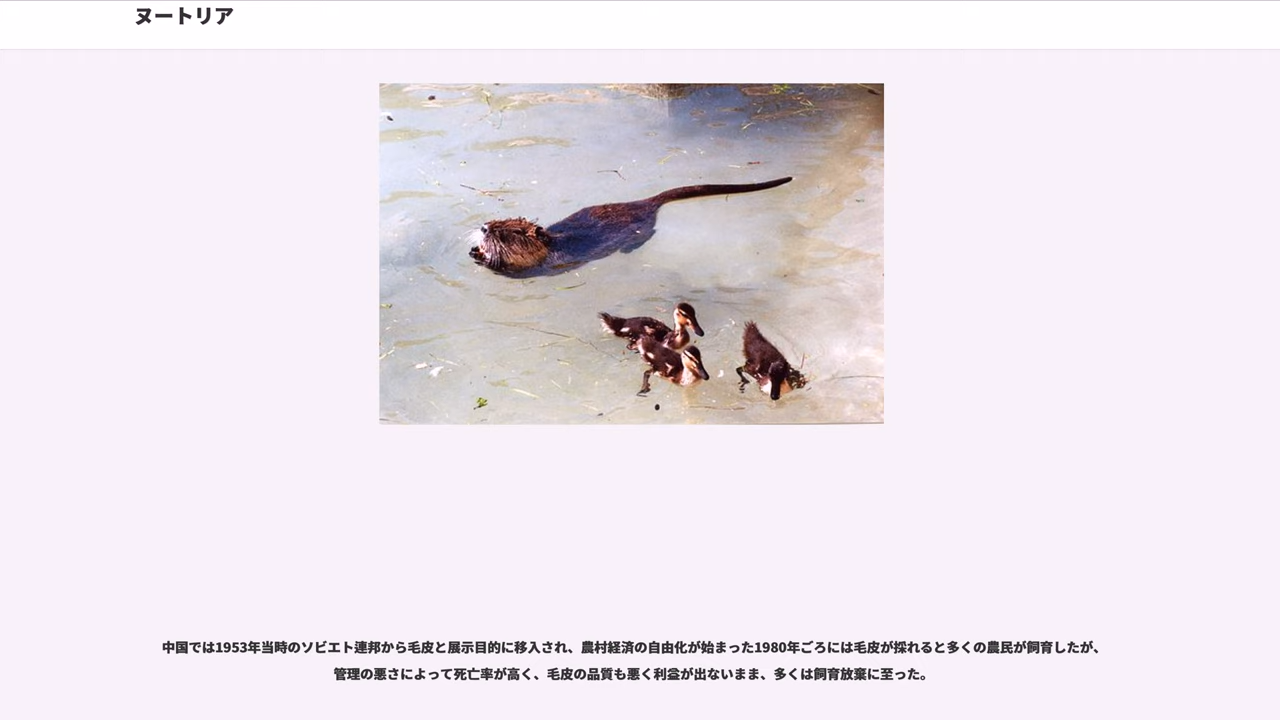 ヌートリア
中国では1953年当時のソビエト連邦から毛皮と展示目的に移入され、農村経済の自由化が始まった1980年ごろには毛皮が採れると多くの農民が飼育したが、
管理の悪さによって死亡率が高く、毛皮の品質も悪く利益が出ないまま、多くは飼育放棄に至った。